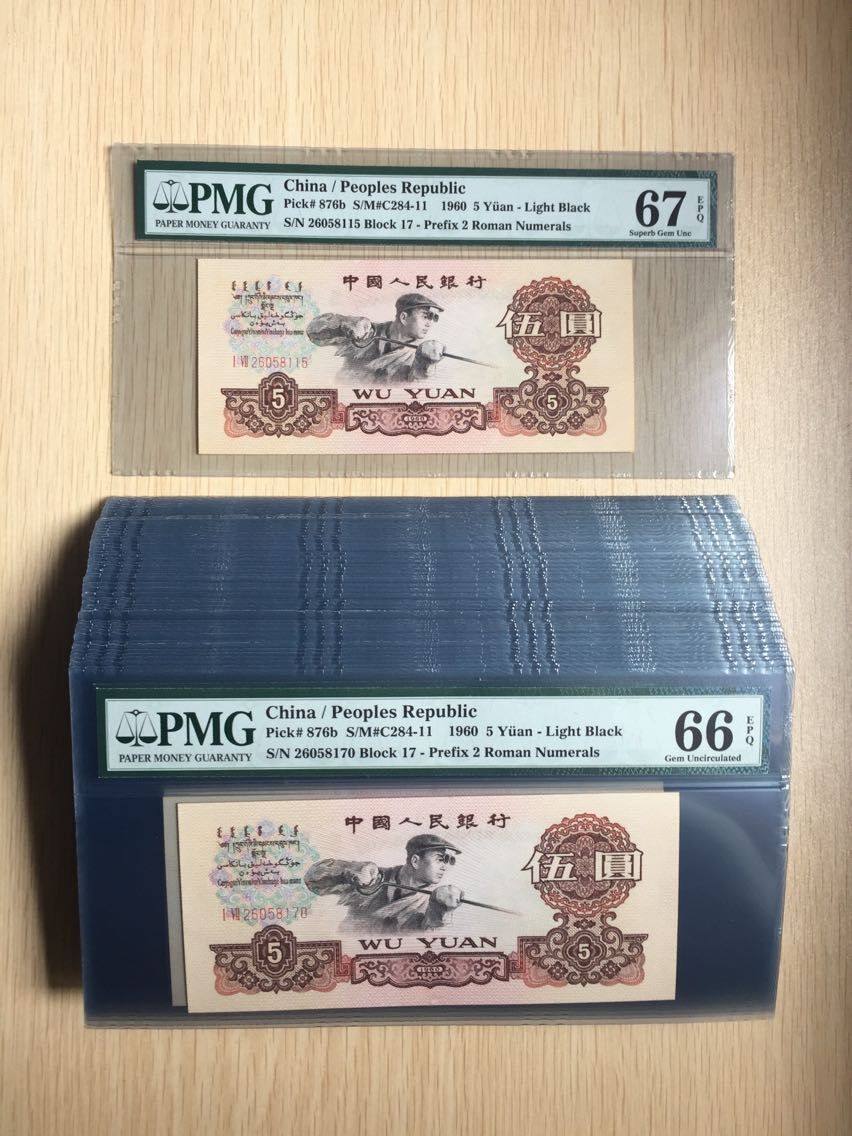 PMG
PAPER MONEY GUARANTY
China / Peoples Republic
Pick# 876b S/M#C284-11 1960 5 Yüan - Light Black
S/N 26058115 Block 17 - Prefix 2 Roman Numerals
67
EPQ
Superb Gem Unc
中國人民銀行
伍圓
I VII 26058115
5
WU YUAN
1960
5
PMG
PAPER MONEY GUARANTY
China / Peoples Republic
Pick# 876b S/M#C284-11 1960 5 Yüan - Light Black
S/N 26058170 Block 17 - Prefix 2 Roman Numerals
66
EPQ
Gem Uncirculated
中國人民銀行
伍圓
I VII 26058170
5
WU YUAN
1960
5